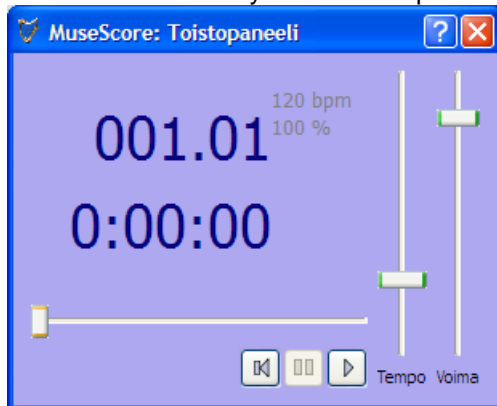 MuseScore: Toistopaneeli
120 bpm
001.01
100 %
0:00:00
Tempo Voima